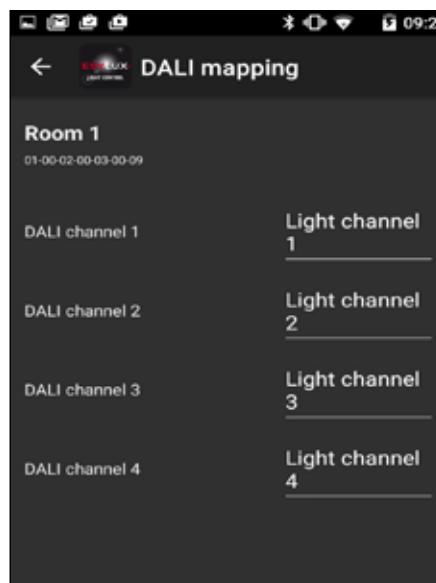 09:2
DALI mapping
Room 1
01-00-02-00-03-00-09
DALI channel 1
Light channel
1
DALI channel 2
Light channel
2
DALI channel 3
Light channel
3
DALI channel 4
Light channel
4